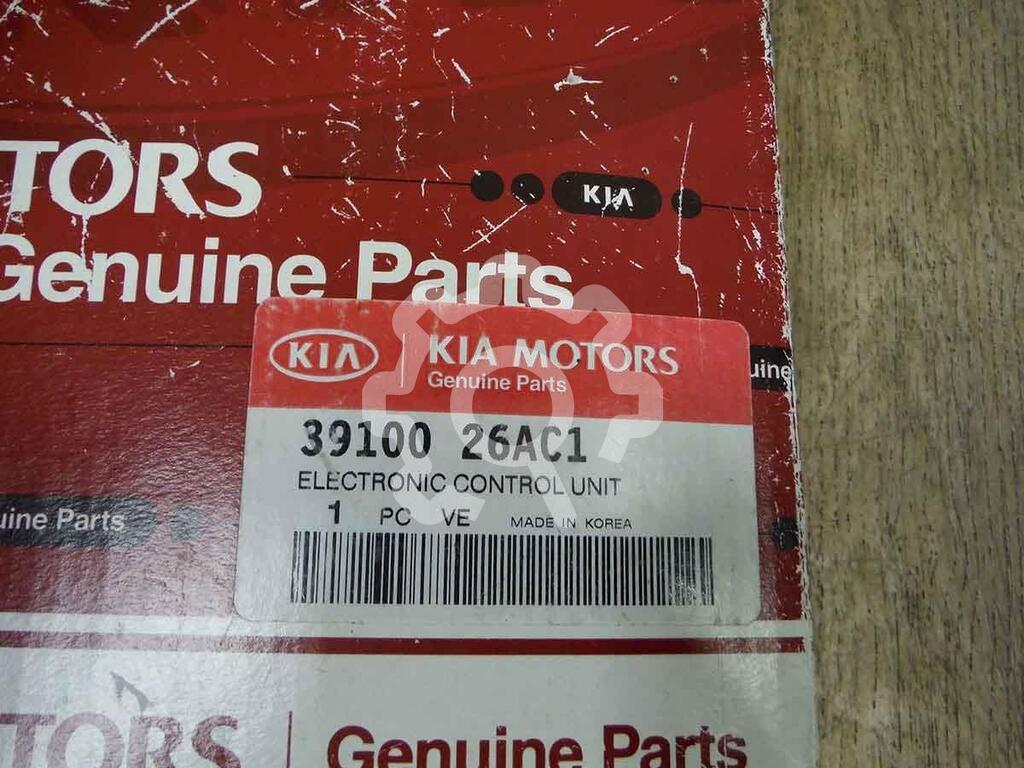 TORS
KIA
Genuine Parts
KIA
KIA MOTORS
Genuine Parts
uine
39100 26AC1
ELECTRONIC CONTROL UNIT
uine Parts
1 PC VE MADE IN KOREA
TORS
Genuine Parts